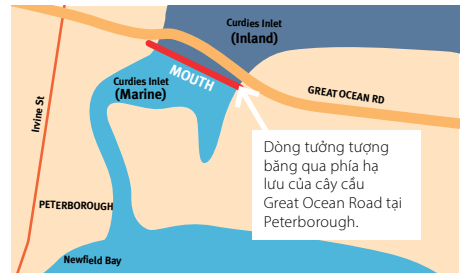 Curdies Inlet
(Inland)
Curdies Inlet
(Marine)
MOUTH
GREAT OCEAN RD
Irvine St
Dòng tưởng tượng
băng qua phía hạ
lưu của cây cầu
Great Ocean Road tại
Peterborough.
PETERBOROUGH
Newfield Bay